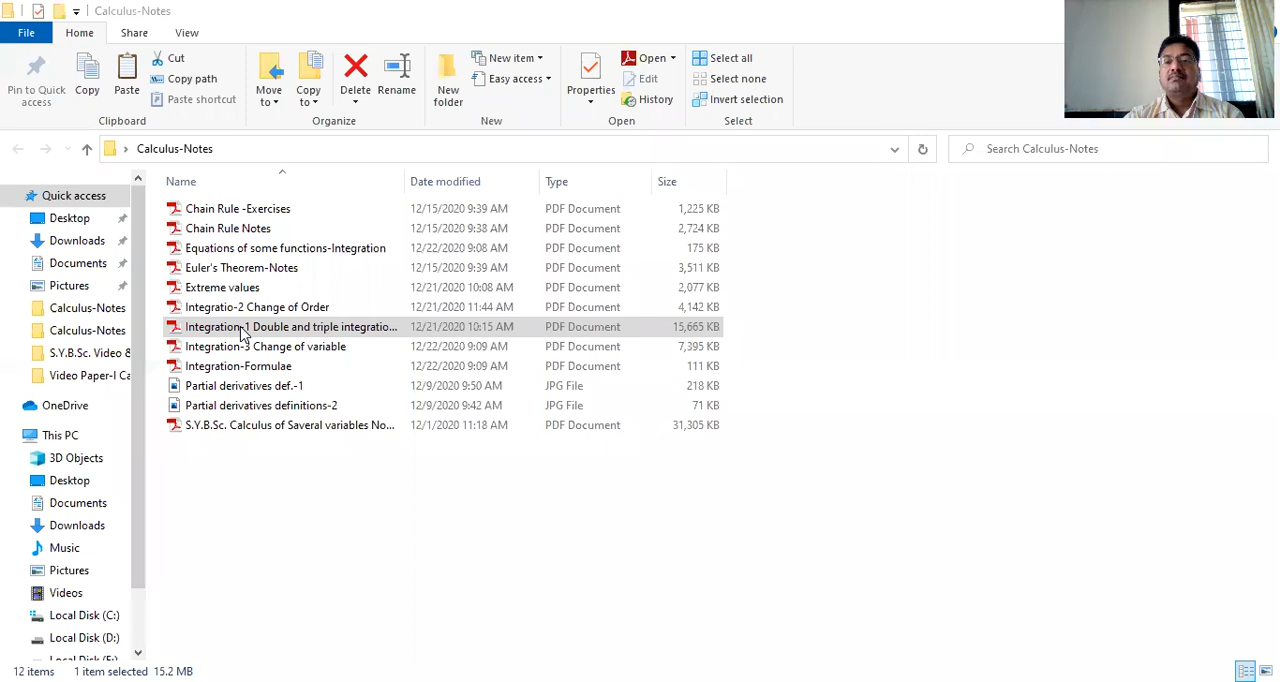 Calculus-Notes
File Home Share View
Pin to Quick access
Copy
Paste
Cut
Copy path
Paste shortcut
Clipboard
Move to
Copy to
Delete
Rename
Organize
New folder
New item
Easy access
New
Properties
Open
Edit
History
Open
Select all
Select none
Invert selection
Select
Calculus-Notes
Search Calculus-Notes
Quick access
Desktop
Downloads
Documents
Pictures
Calculus-Notes
Calculus-Notes
S.Y.B.Sc. Video &
Video Paper-I Ca
OneDrive
This PC
3D Objects
Desktop
Documents
Downloads
Music
Pictures
Videos
Local Disk (C:)
Local Disk (D:)
Name Date modified Type Size
Chain Rule -Exercises 12/15/2020 9:39 AM PDF Document 1,225 KB
Chain Rule Notes 12/15/2020 9:38 AM PDF Document 2,724 KB
Equations of some functions-Integration 12/22/2020 9:08 AM PDF Document 175 KB
Euler's Theorem-Notes 12/15/2020 9:39 AM PDF Document 3,511 KB
Extreme values 12/21/2020 10:08 AM PDF Document 2,077 KB
Integratio-2 Change of Order 12/21/2020 11:44 AM PDF Document 4,142 KB
Integration-1 Double and triple integratio... 12/21/2020 10:15 AM PDF Document 15,665 KB
Integration-3 Change of variable 12/22/2020 9:09 AM PDF Document 7,395 KB
Integration-Formulae 12/22/2020 9:09 AM PDF Document 111 KB
Partial derivatives def.-1 12/9/2020 9:50 AM JPG File 218 KB
Partial derivatives definitions-2 12/9/2020 9:42 AM JPG File 71 KB
S.Y.B.Sc. Calculus of Saveral variables No... 12/1/2020 11:18 AM PDF Document 31,305 KB
12 items 1 item selected 15.2 MB